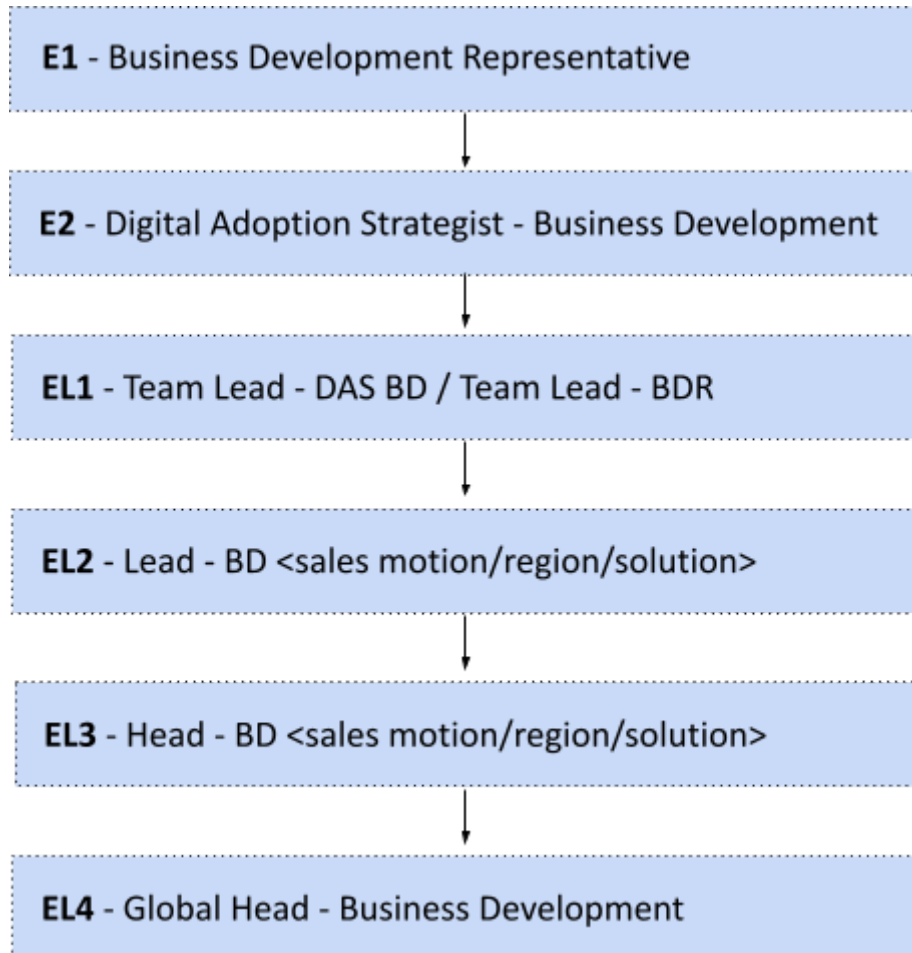 E1 - Business Development Representative
E2 - Digital Adoption Strategist - Business Development
EL1 - Team Lead - DAS BD / Team Lead - BDR
EL2 - Lead - BD <sales motion/region/solution>
EL3 - Head - BD <sales motion/region/solution>
EL4 - Global Head - Business Development